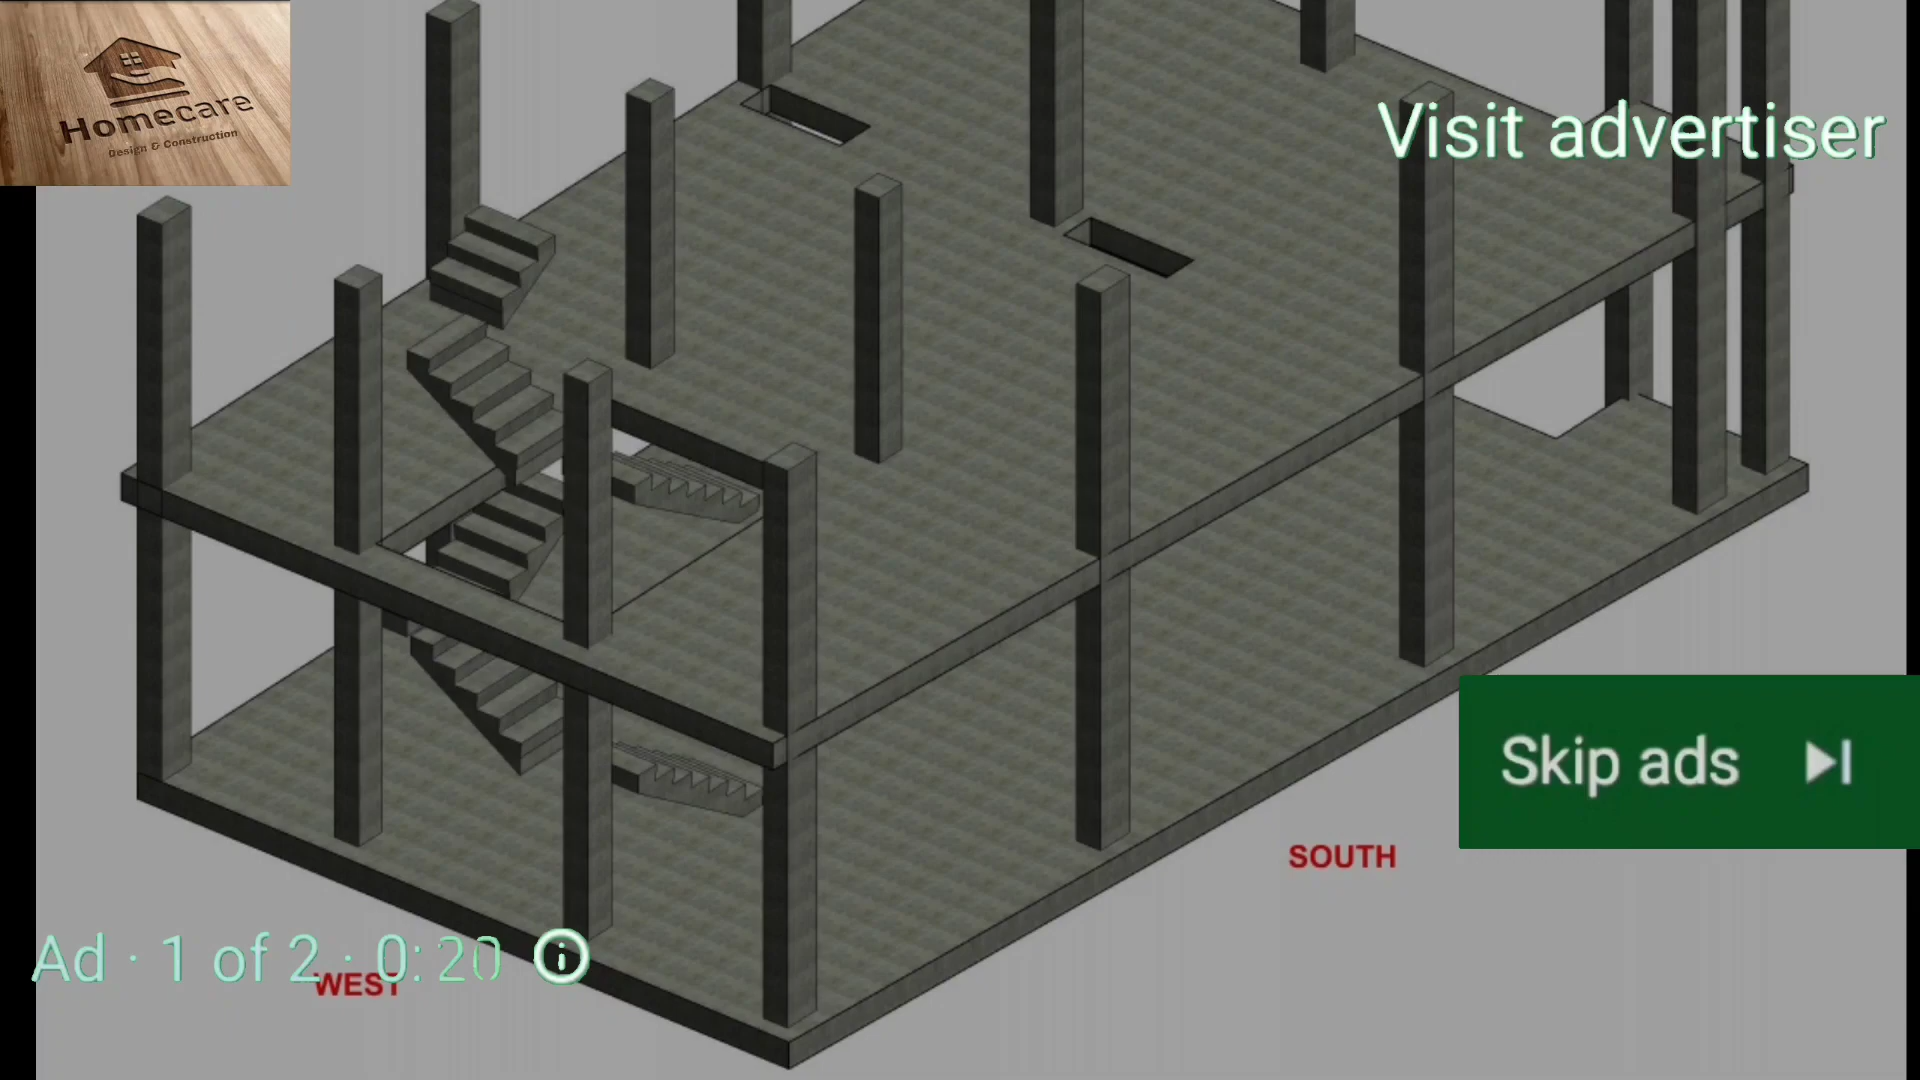 Homecare
Design & Construction
Visit advertiser
Skip ads
SOUTH
Ad · 1 of 2 · 0:20
WEST